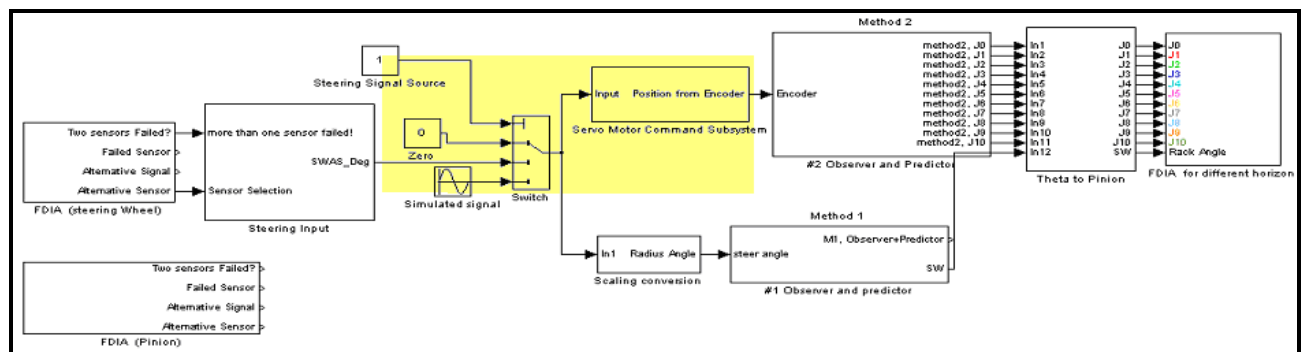 Method 2
1
Steering Signal Source
method2, J0
method2, J1
method2, J2
method2, J3
method2, J4
method2, J5
method2, J6
method2, J7
method2, J8
method2, J9
method2, J10
Encoder
#2 Observer and Predictor
In1
In2
In3
In4
In5
In6
In7
In8
In9
In10
In11
In12
J0
J1
J2
J3
J4
J5
J6
J7
J8
J9
J10
SW
Theta to Pinion
J0
J1
J2
J3
J4
J5
J6
J7
J8
J9
J10
Rack Angle
FDIA for different horizon
Input Position from Encoder
Servo Motor Command Subsystem
Two sensors Failed?
Failed Sensor
Alternative Signal
Alternative Sensor
FDIA (steering Wheel)
more than one sensor failed!
SWAS_Deg
Sensor Selection
Steering Input
0
Zero
Simulated signal
Switch
Method 1
In1 Radius Angle
Scaling conversion
M1, Observer+Predictor
steer angle
SW
#1 Observer and predictor
Two sensors Failed?
Failed Sensor
Alternative Signal
Alternative Sensor
FDIA (Pinion)